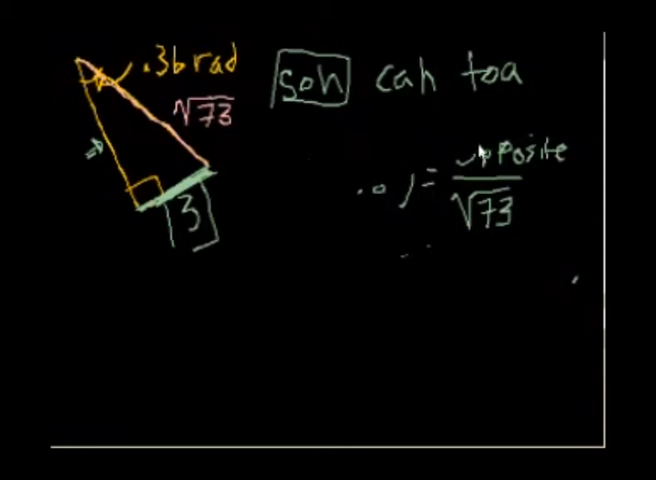 .36 rad
soh cah toa
√73
opposite
=
√73
3